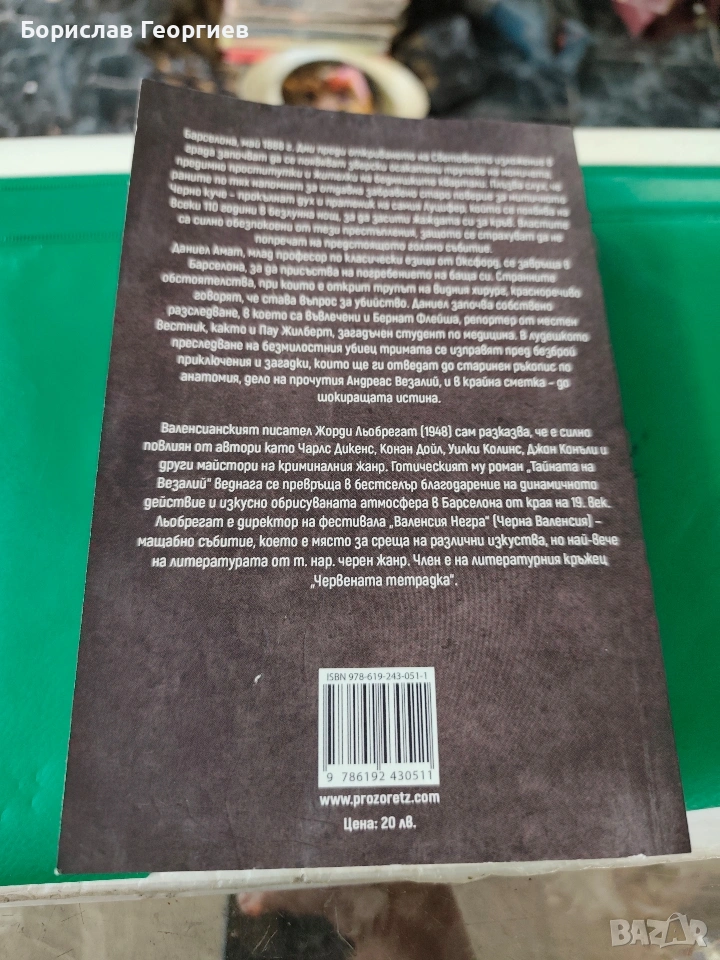 Борислав Георгиев
Барселона, май 1888 г. Дни преди откриването на Световното изложение в
града започват да се появяват зверски осакатени трупове на момичета,
предимно проститутки и жителки на бедняшките квартали. Плъзва слух, че
раните по тях напомнят за отдавна забравено старо поверие за митичното
Черно куче – прокълнат дух и пратеник на самия Луцифер, който се появява на
всеки 110 години в безлунна нощ, за да засити жаждата си за кръв. Властите
са силно обезпокоени от тези престъпления, защото се страхуват да не
попречат на предстоящото голямо събитие.
Даниел Амат, млад професор по класически езици от Оксфорд, се завръща в
Барселона, за да присъства на погребението на баща си. Странните
обстоятелства, при които е открит трупът на видния хирург, красноречиво
говорят, че става въпрос за убийство. Даниел започва собствено
разследване, в което са въвлечени и Бернат Флейша, репортер от местен
вестник, както и Пау Жилберт, загадъчен студент по медицина. В лудешкото
преследване на безмилостния убиец тримата се изправят пред безброй
приключения и загадки, които ще ги отведат до старинен ръкопис по
анатомия, дело на прочутия Андреас Везалий, и в крайна сметка – до
шокиращата истина.
Валенсианският писател Жорди Льобрегат (1948) сам разказва, че е силно
повлиян от автори като Чарлс Дикенс, Конан Дойл, Уилки Колинс, Джон Конъли и
други майстори на криминалния жанр. Готическият му роман „Тайната на
Везалий“ веднага се превръща в бестселър благодарение на динамичното
действие и изкусно обрисуваната атмосфера в Барселона от края на 19. век.
Льобрегат е директор на фестивала „Валенсия Негра“ (Черна Валенсия) –
мащабно събитие, което е място за среща на различни изкуства, но най-вече
на литературата от т. нар. черен жанр. Член е на литературния кръжец
„Червената тетрадка“.
ISBN 978-619-243-051-1
9 786192 430511
www.prozoretz.com
Цена: 20 лв.
BAZAR